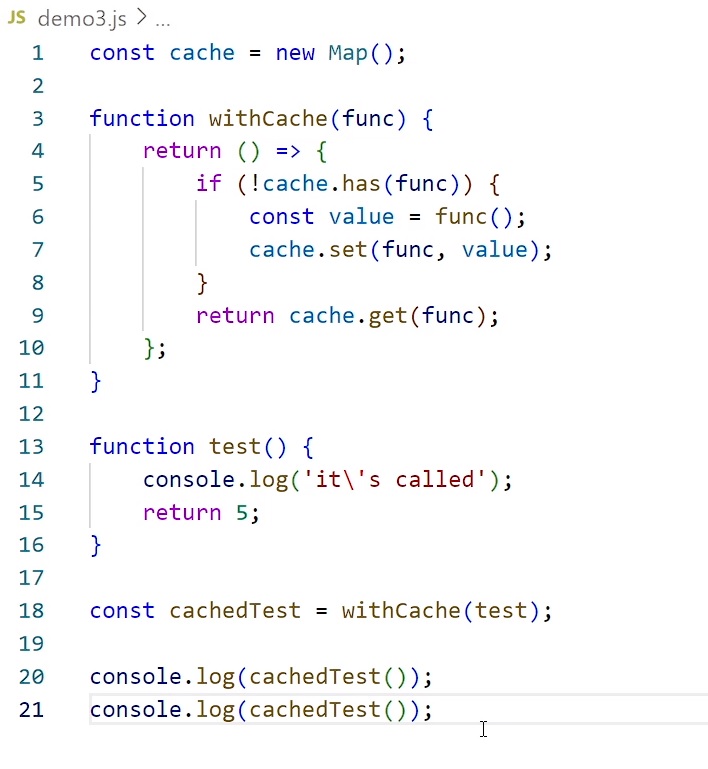 JS demo3.js > ...
1 const cache = new Map();
2
3 function withCache(func) {
4     return () => {
5         if (!cache.has(func)) {
6             const value = func();
7             cache.set(func, value);
8         }
9         return cache.get(func);
10     };
11 }
12
13 function test() {
14     console.log('it\'s called');
15     return 5;
16 }
17
18 const cachedTest = withCache(test);
19
20 console.log(cachedTest());
21 console.log(cachedTest());